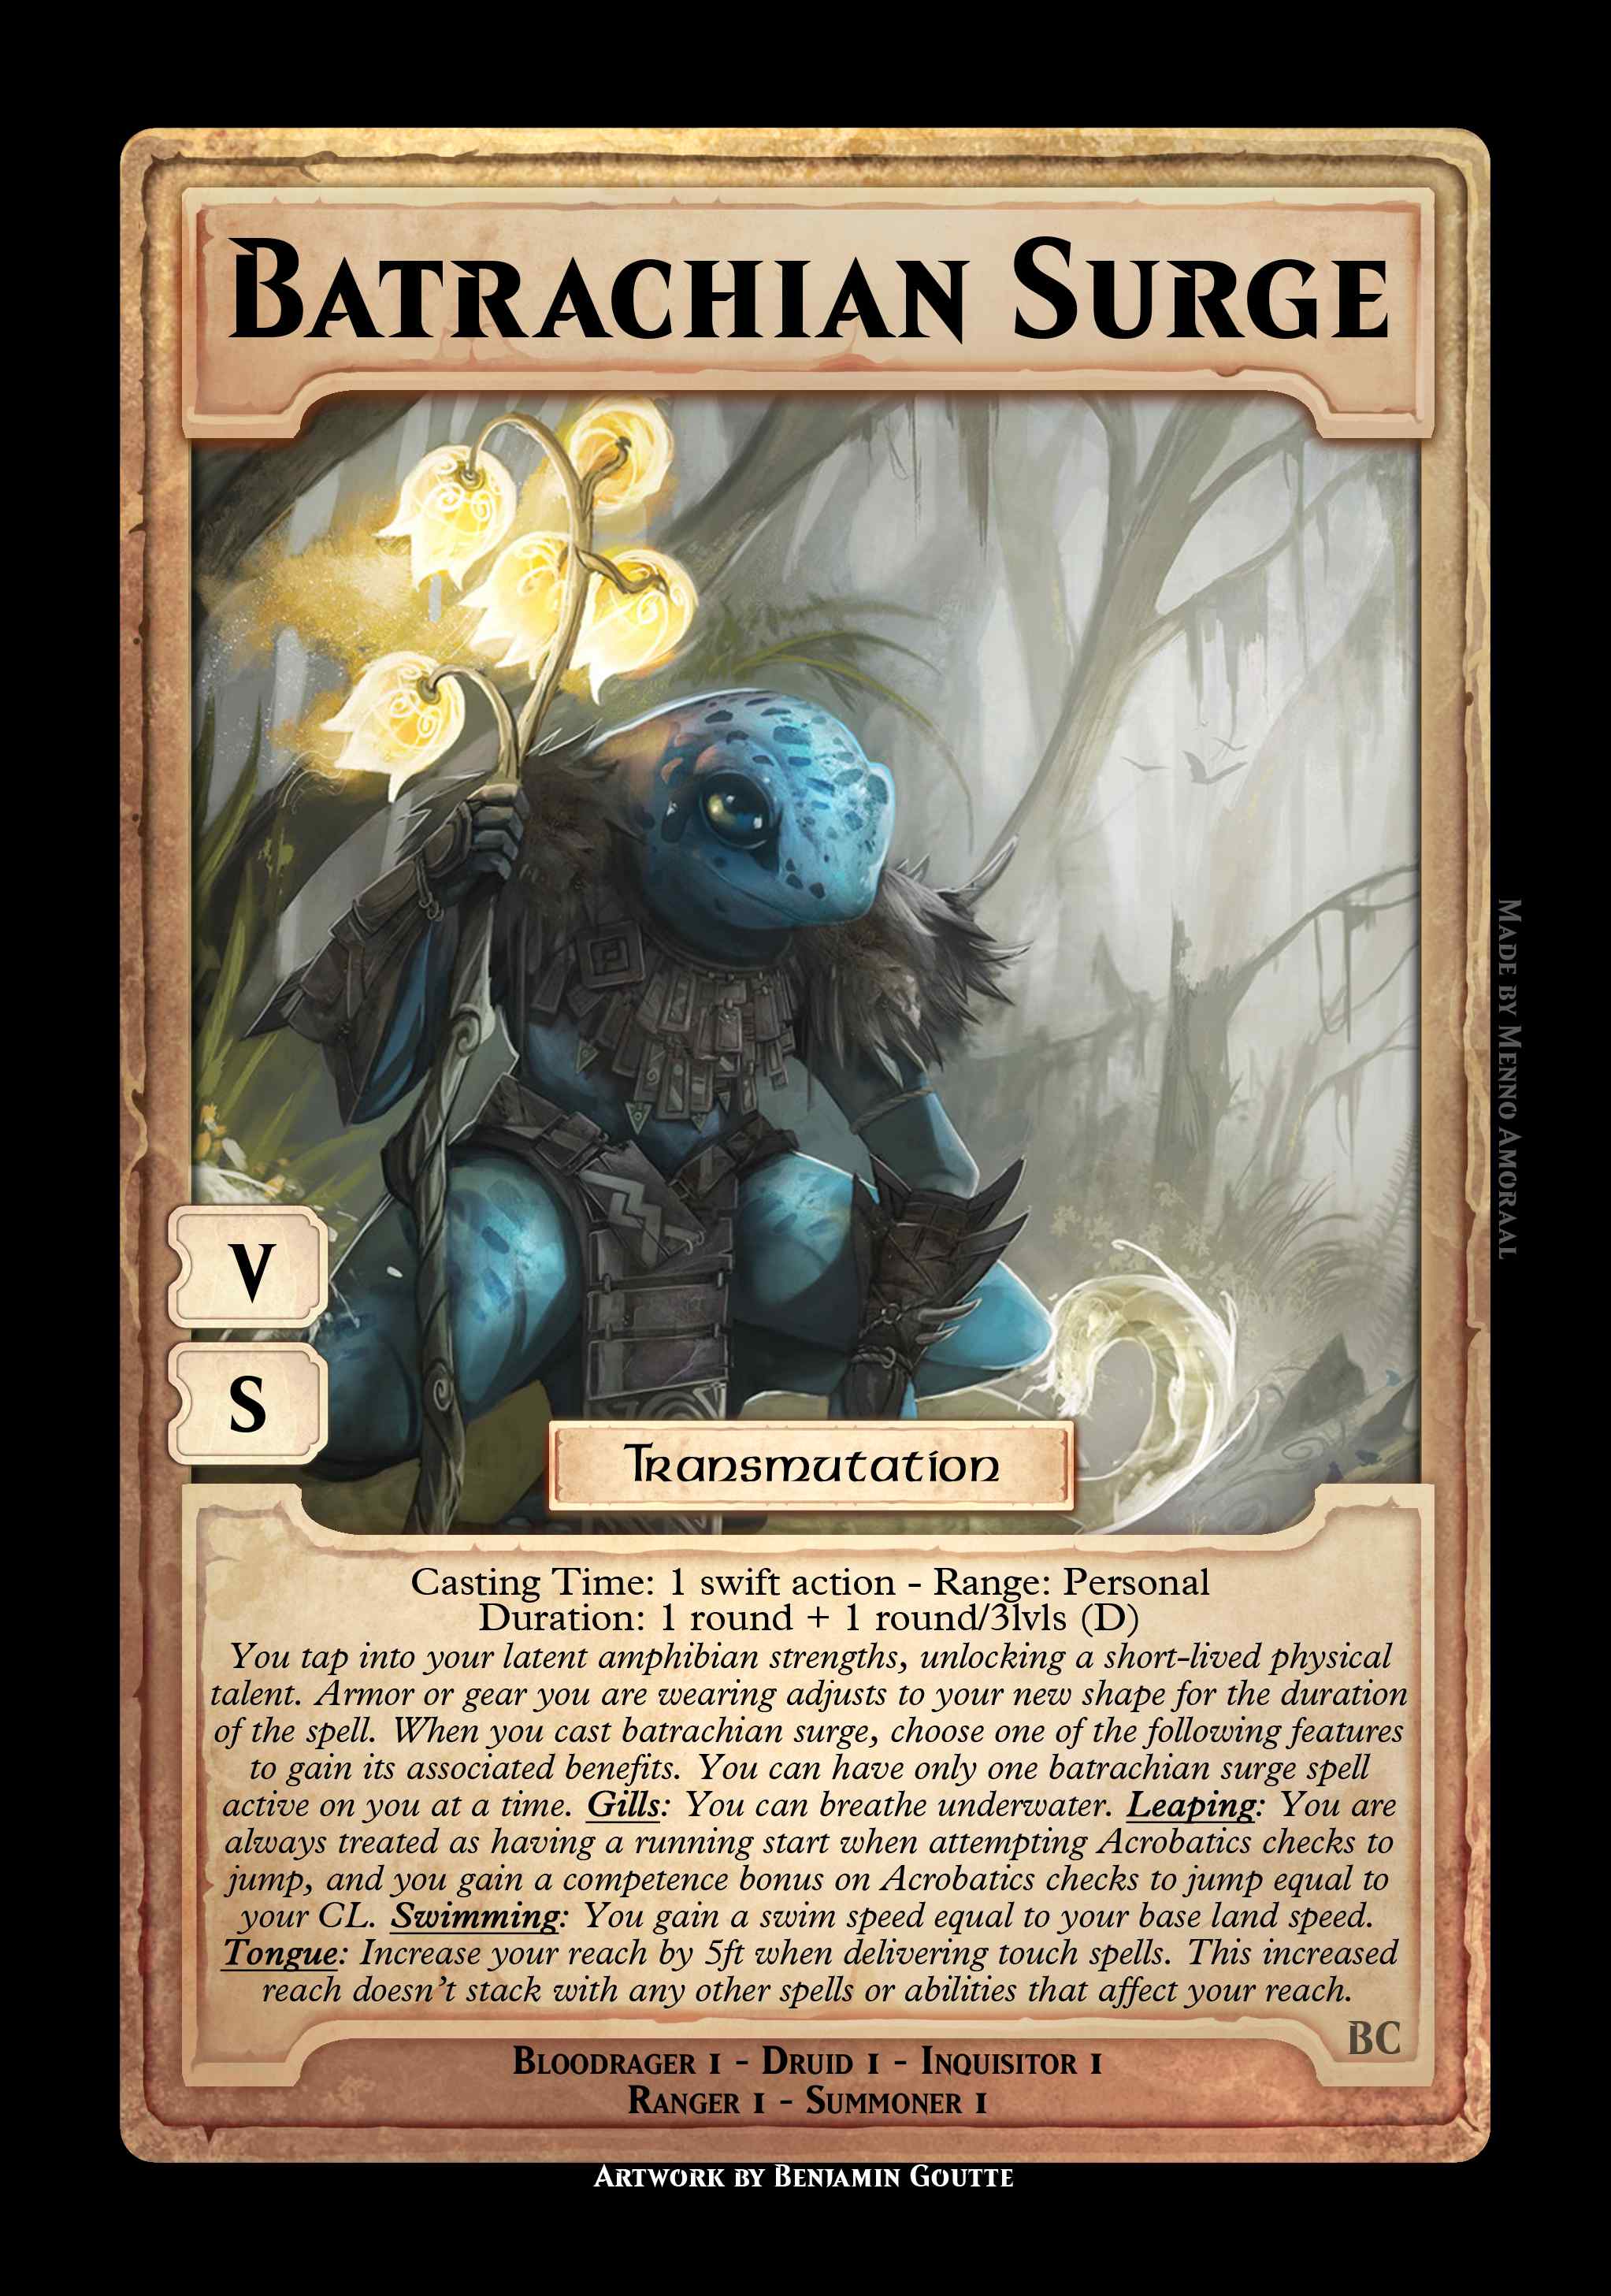 Batrachian Surge
V
S
Transmutation
Casting Time: 1 swift action - Range: Personal
Duration: 1 round + 1 round/3lvls (D)
You tap into your latent amphibian strengths, unlocking a short-lived physical
talent. Armor or gear you are wearing adjusts to your new shape for the duration
of the spell. When you cast batrachian surge, choose one of the following features
to gain its associated benefits. You can have only one batrachian surge spell
active on you at a time. Gills: You can breathe underwater. Leaping: You are
always treated as having a running start when attempting Acrobatics checks to
jump, and you gain a competence bonus on Acrobatics checks to jump equal to
your CL. Swimming: You gain a swim speed equal to your base land speed.
Tongue: Increase your reach by 5ft when delivering touch spells. This increased
reach doesn't stack with any other spells or abilities that affect your reach.
BC
Bloodrager 1 - Druid 1 - Inquisitor 1
Ranger 1 - Summoner 1
Artwork by Benjamin Goutte
Made by Menno Amoraal